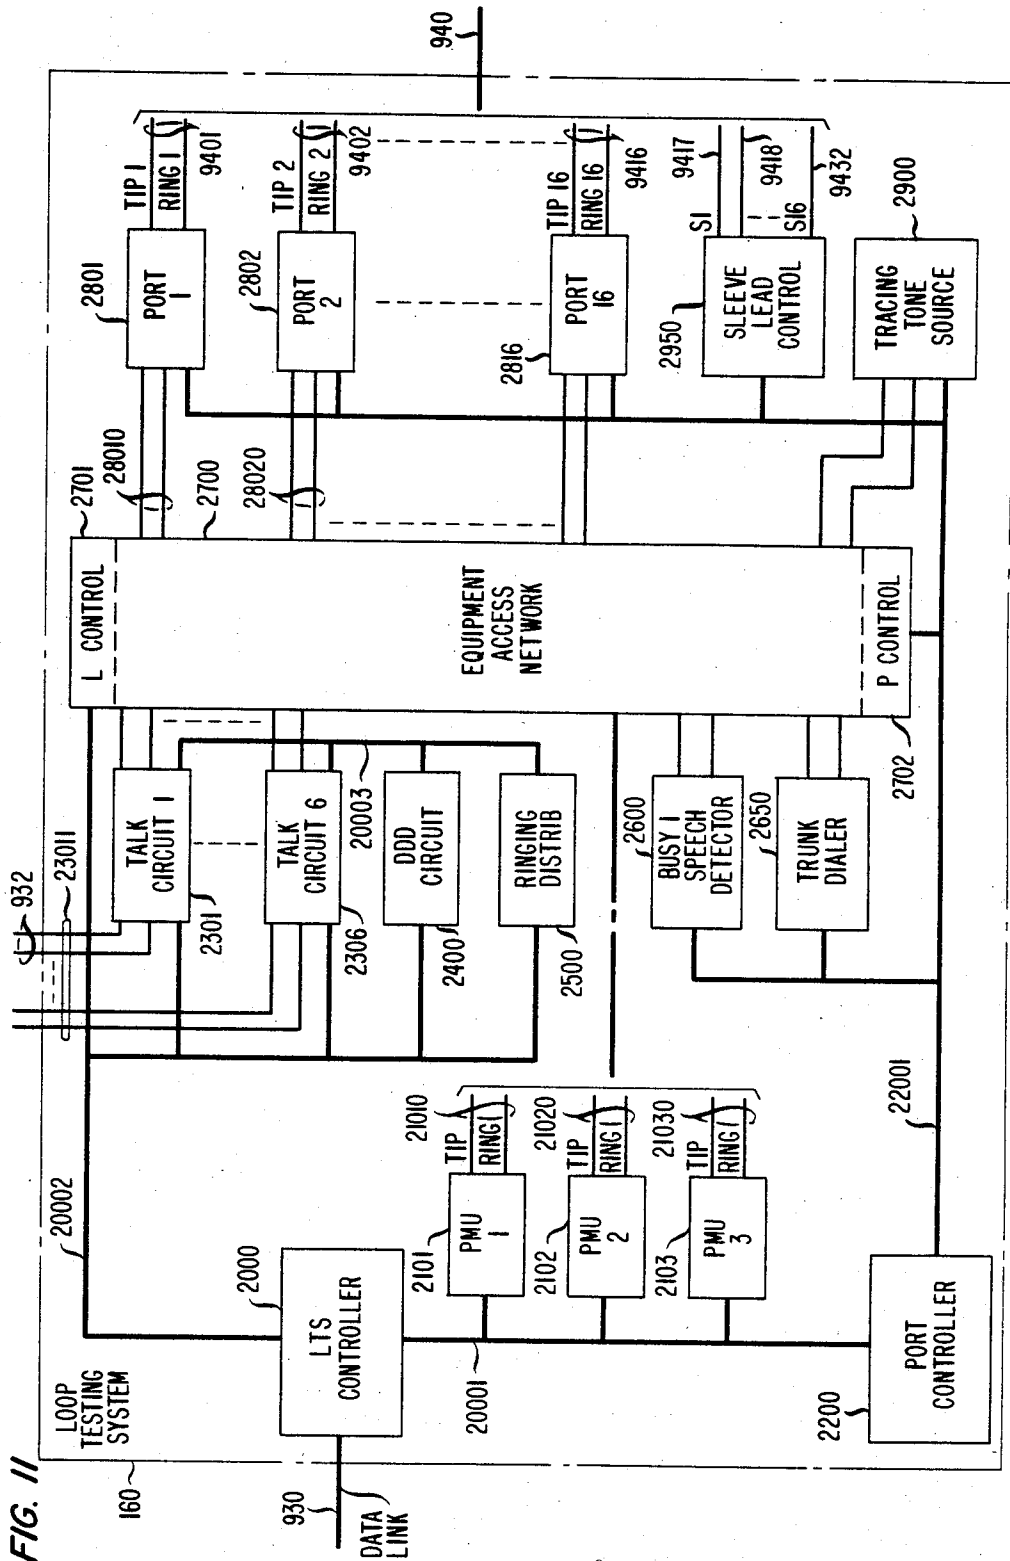 FIG. 11
160
LOOP
TESTING
SYSTEM
930
DATA
LINK
LTS
CONTROLLER
2000
20002
20001
PMU
1
2101
TIP
RING
21010
PMU
2
2102
TIP
RING
21020
PMU
3
2103
TIP
RING
21030
PORT
CONTROLLER
2200
22001
932
23011
TALK
CIRCUIT 1
2301
TALK
CIRCUIT 6
2306
20003
DDD
CIRCUIT
2400
RINGING
DISTRIB
2500
BUSY /
SPEECH
DETECTOR
2600
TRUNK
DIALER
2650
L CONTROL
2701
2700
EQUIPMENT
ACCESS
NETWORK
P CONTROL
2702
28010
28020
PORT
1
2801
TIP 1
RING 1
9401
PORT
2
2802
TIP 2
RING 2
9402
PORT
16
2816
TIP 16
RING 16
9416
SLEEVE
LEAD
CONTROL
2950
S1
9417
9418
S16
9432
TRACING
TONE
SOURCE
2900
940